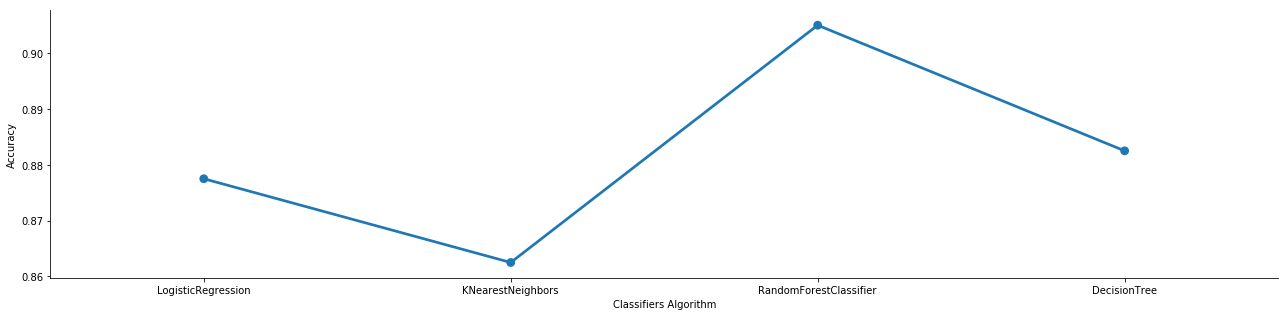 0.90
0.89
0.88
0.87
0.86
Accuracy
LogisticRegression KNearestNeighbors RandomForestClassifier DecisionTree
Classifiers Algorithm